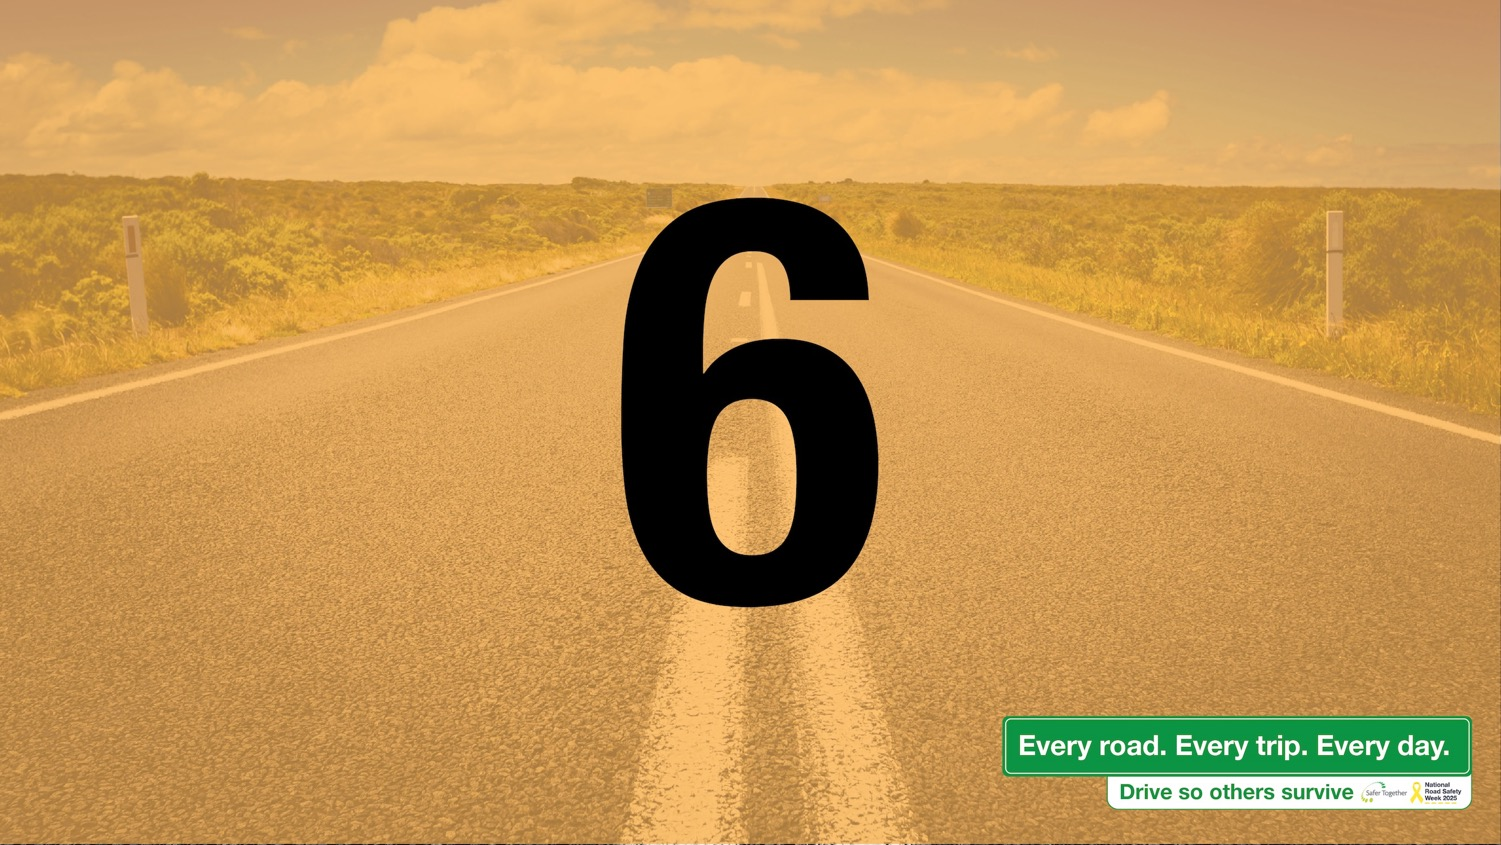 6
Every road. Every trip. Every day.
Drive so others survive
Safer Together
National
Road Safety
Week 2025